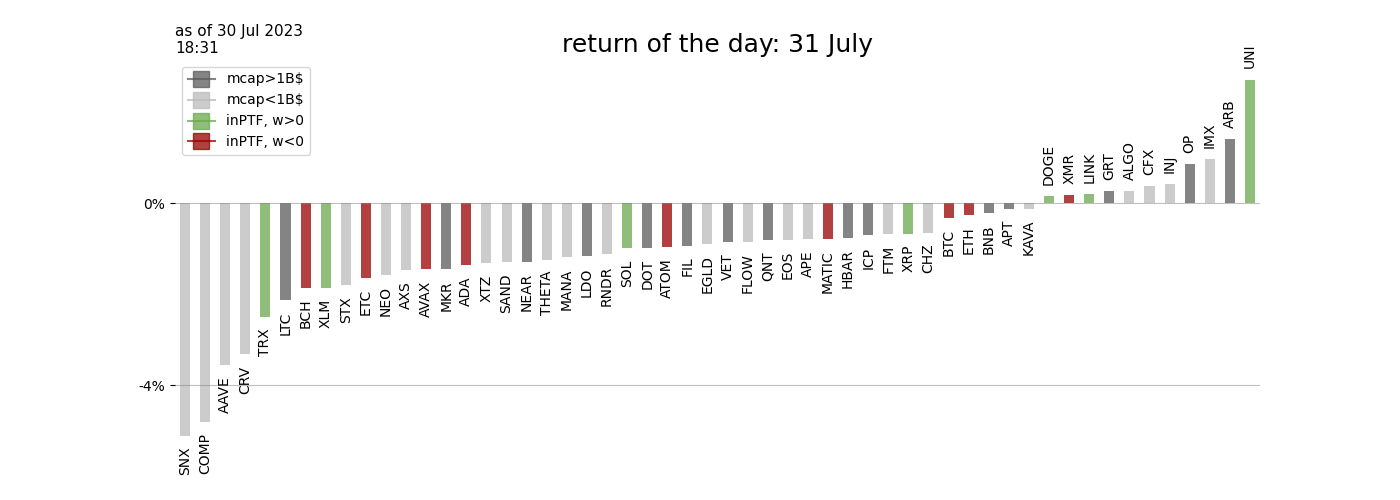 as of 30 Jul 2023
18:31
return of the day: 31 July
mcap>1B$
mcap<1B$
inPTF, w>0
inPTF, w<0
0%
-4%
SNX
COMP
AAVE
CRV
TRX
LTC
BCH
XLM
STX
ETC
NEO
AXS
AVAX
MKR
ADA
XTZ
SAND
NEAR
THETA
MANA
LDO
RNDR
SOL
DOT
ATOM
FIL
EGLD
VET
FLOW
QNT
EOS
APE
MATIC
HBAR
ICP
FTM
XRP
CHZ
BTC
ETH
BNB
APT
KAVA
DOGE
XMR
LINK
GRT
ALGO
CFX
INJ
OP
IMX
ARB
UNI